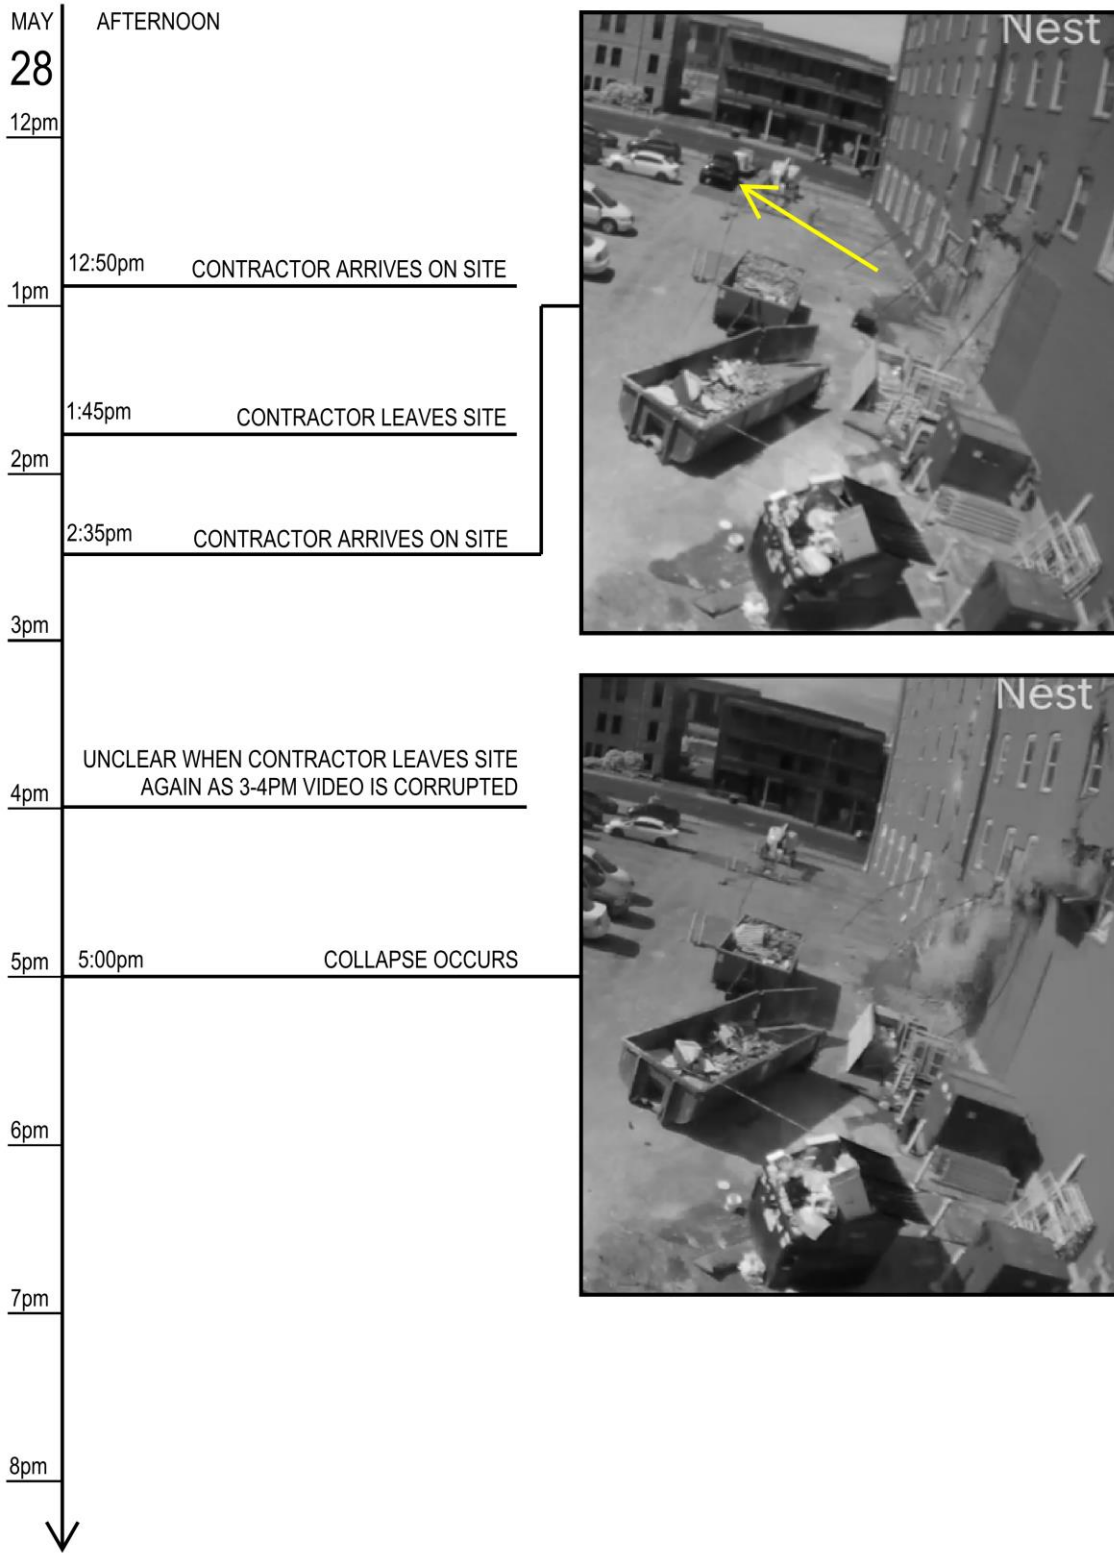 MAY
AFTERNOON
28
12pm
12:50pm CONTRACTOR ARRIVES ON SITE
1pm
1:45pm CONTRACTOR LEAVES SITE
2pm
2:35pm CONTRACTOR ARRIVES ON SITE
3pm
UNCLEAR WHEN CONTRACTOR LEAVES SITE
AGAIN AS 3-4PM VIDEO IS CORRUPTED
4pm
5pm
5:00pm COLLAPSE OCCURS
6pm
7pm
8pm
Nest
Nest